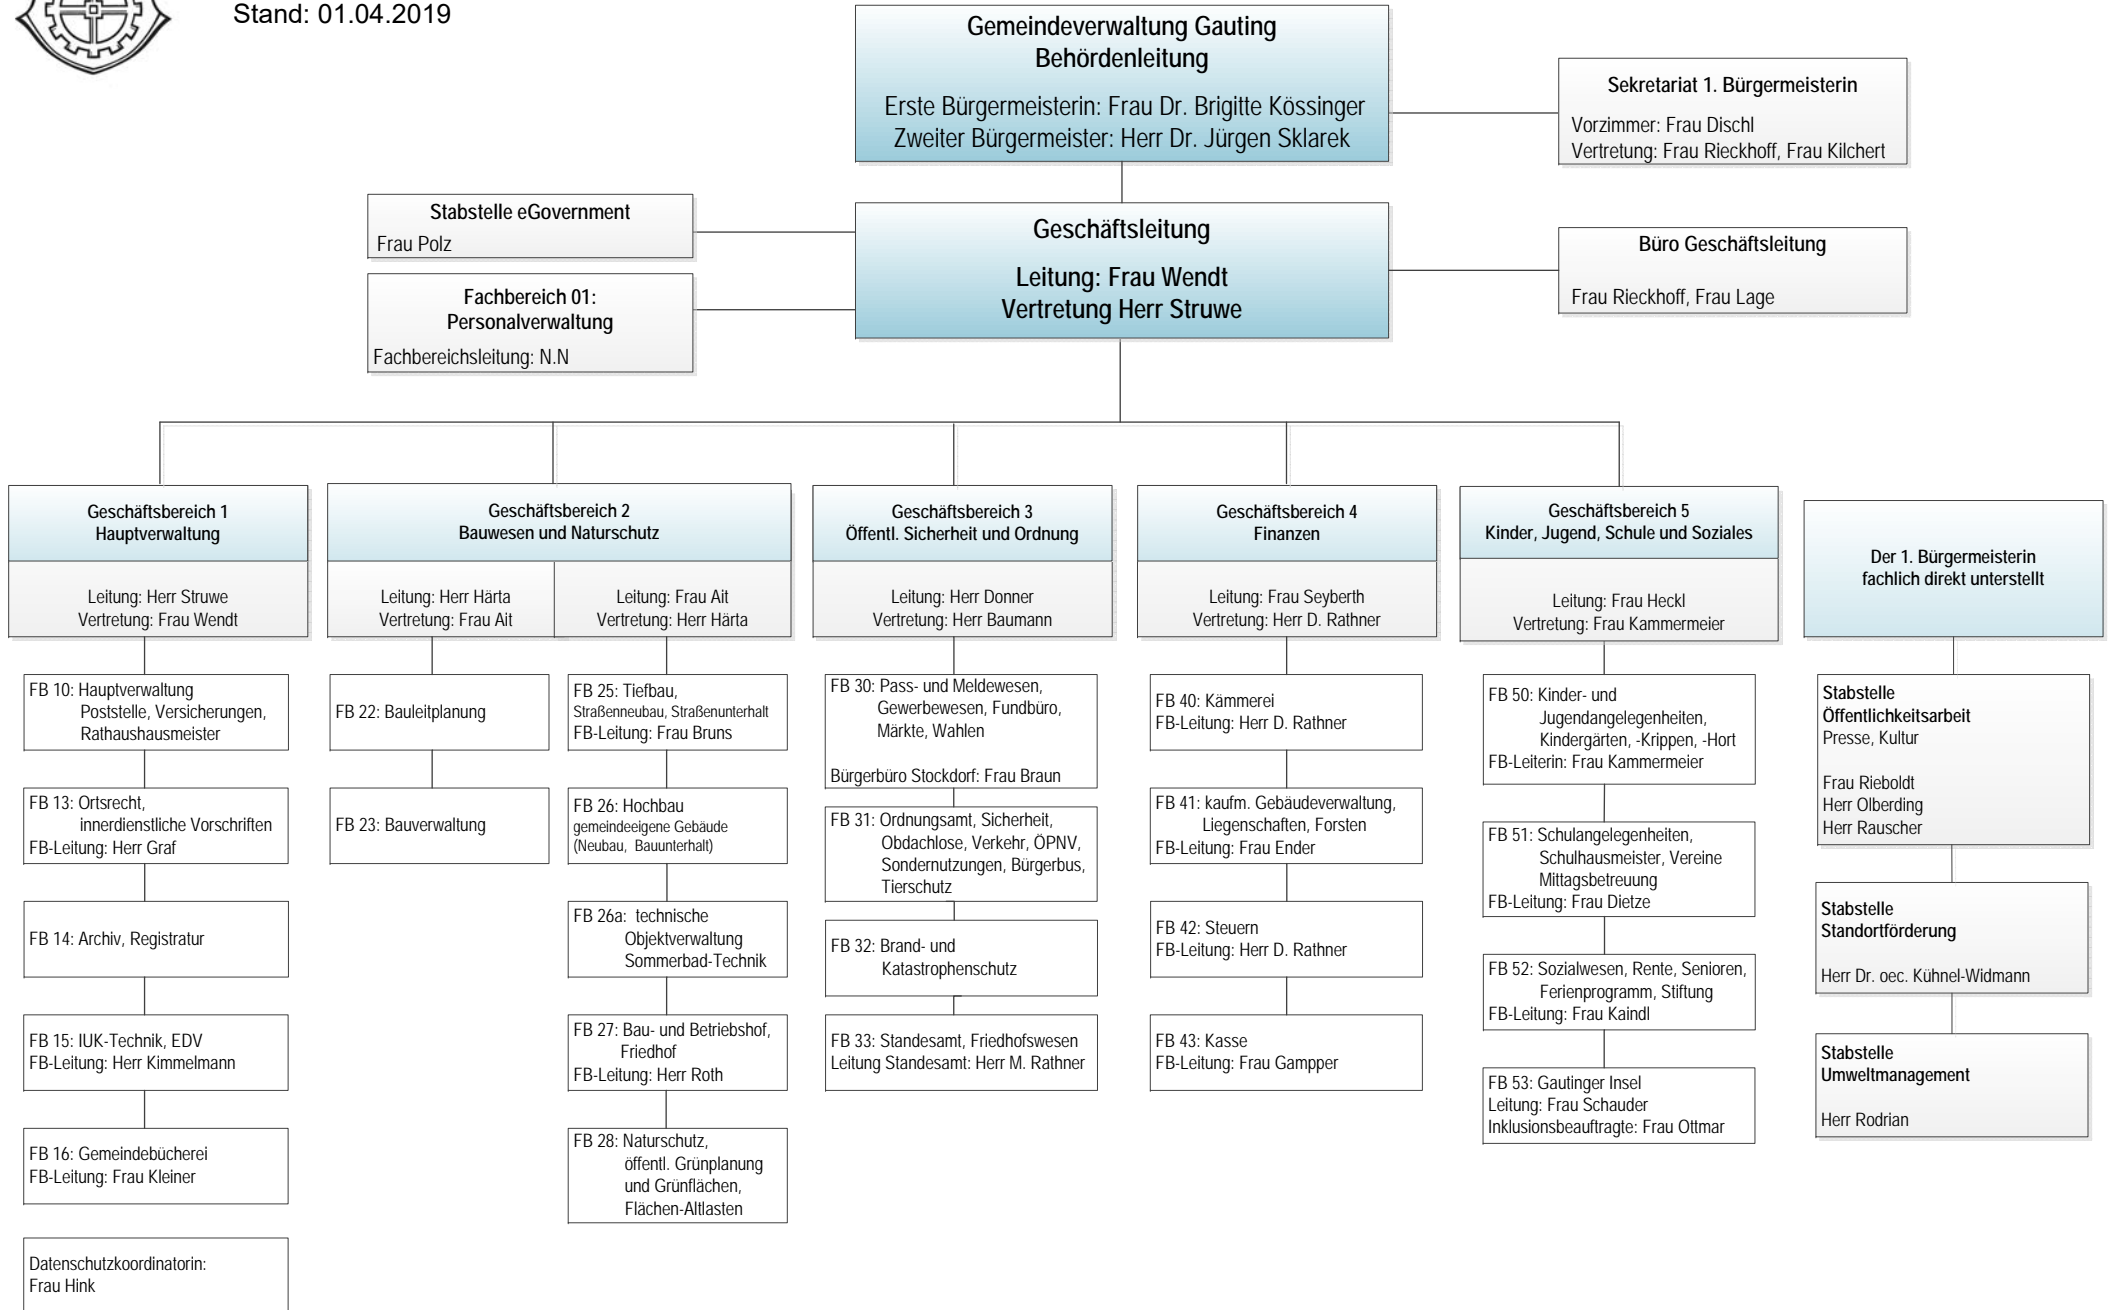 Stand: 01.04.2019
Gemeindeverwaltung Gauting
Behördenleitung
Erste Bürgermeisterin: Frau Dr. Brigitte Kössinger
Zweiter Bürgermeister: Herr Dr. Jürgen Sklarek
Sekretariat 1. Bürgermeisterin
Vorzimmer: Frau Dischl
Vertretung: Frau Rieckhoff, Frau Kilchert
Stabstelle eGovernment
Frau Polz
Fachbereich 01:
Personalverwaltung
Fachbereichsleitung: N.N
Geschäftsleitung
Leitung: Frau Wendt
Vertretung Herr Struwe
Büro Geschäftsleitung
Frau Rieckhoff, Frau Lage
Geschäftsbereich 1
Hauptverwaltung
Leitung: Herr Struwe
Vertretung: Frau Wendt
FB 10: Hauptverwaltung
Poststelle, Versicherungen,
Rathaushausmeister
FB 13: Ortsrecht,
innerdienstliche Vorschriften
FB-Leitung: Herr Graf
FB 14: Archiv, Registratur
FB 15: IUK-Technik, EDV
FB-Leitung: Herr Kimmelmann
FB 16: Gemeindebücherei
FB-Leitung: Frau Kleiner
Datenschutzkoordinatorin:
Frau Hink
Geschäftsbereich 2
Bauwesen und Naturschutz
Leitung: Herr Härta
Vertretung: Frau Ait
FB 22: Bauleitplanung
FB 23: Bauverwaltung
Leitung: Frau Ait
Vertretung: Herr Härta
FB 25: Tiefbau,
Straßenneubau, Straßenunterhalt
FB-Leitung: Frau Bruns
FB 26: Hochbau
gemeindeeigene Gebäude
(Neubau, Bauunterhalt)
FB 26a: technische
Objektverwaltung
Sommerbad-Technik
FB 27: Bau- und Betriebshof,
Friedhof
FB-Leitung: Herr Roth
FB 28: Naturschutz,
öffentl. Grünplanung
und Grünflächen,
Flächen-Altlasten
Geschäftsbereich 3
Öffentl. Sicherheit und Ordnung
Leitung: Herr Donner
Vertretung: Herr Baumann
FB 30: Pass- und Meldewesen,
Gewerbewesen, Fundbüro,
Märkte, Wahlen
Bürgerbüro Stockdorf: Frau Braun
FB 31: Ordnungsamt, Sicherheit,
Obdachlose, Verkehr, ÖPNV,
Sondernutzungen, Bürgerbus,
Tierschutz
FB 32: Brand- und
Katastrophenschutz
FB 33: Standesamt, Friedhofswesen
Leitung Standesamt: Herr M. Rathner
Geschäftsbereich 4
Finanzen
Leitung: Frau Seyberth
Vertretung: Herr D. Rathner
FB 40: Kämmerei
FB-Leitung: Herr D. Rathner
FB 41: kaufm. Gebäudeverwaltung,
Liegenschaften, Forsten
FB-Leitung: Frau Ender
FB 42: Steuern
FB-Leitung: Herr D. Rathner
FB 43: Kasse
FB-Leitung: Frau Gampper
Geschäftsbereich 5
Kinder, Jugend, Schule und Soziales
Leitung: Frau Heckl
Vertretung: Frau Kammermeier
FB 50: Kinder- und
Jugendangelegenheiten,
Kindergärten, -Krippen, -Hort
FB-Leiterin: Frau Kammermeier
FB 51: Schulangelegenheiten,
Schulhausmeister, Vereine
Mittagsbetreuung
FB-Leitung: Frau Dietze
FB 52: Sozialwesen, Rente, Senioren,
Ferienprogramm, Stiftung
FB-Leitung: Frau Kaindl
FB 53: Gautinger Insel
Leitung: Frau Schauder
Inklusionsbeauftragte: Frau Ottmar
Der 1. Bürgermeisterin
fachlich direkt unterstellt
Stabstelle
Öffentlichkeitsarbeit
Presse, Kultur
Frau Rieboldt
Herr Olberding
Herr Rauscher
Stabstelle
Standortförderung
Herr Dr. oec. Kühnel-Widmann
Stabstelle
Umweltmanagement
Herr Rodrian